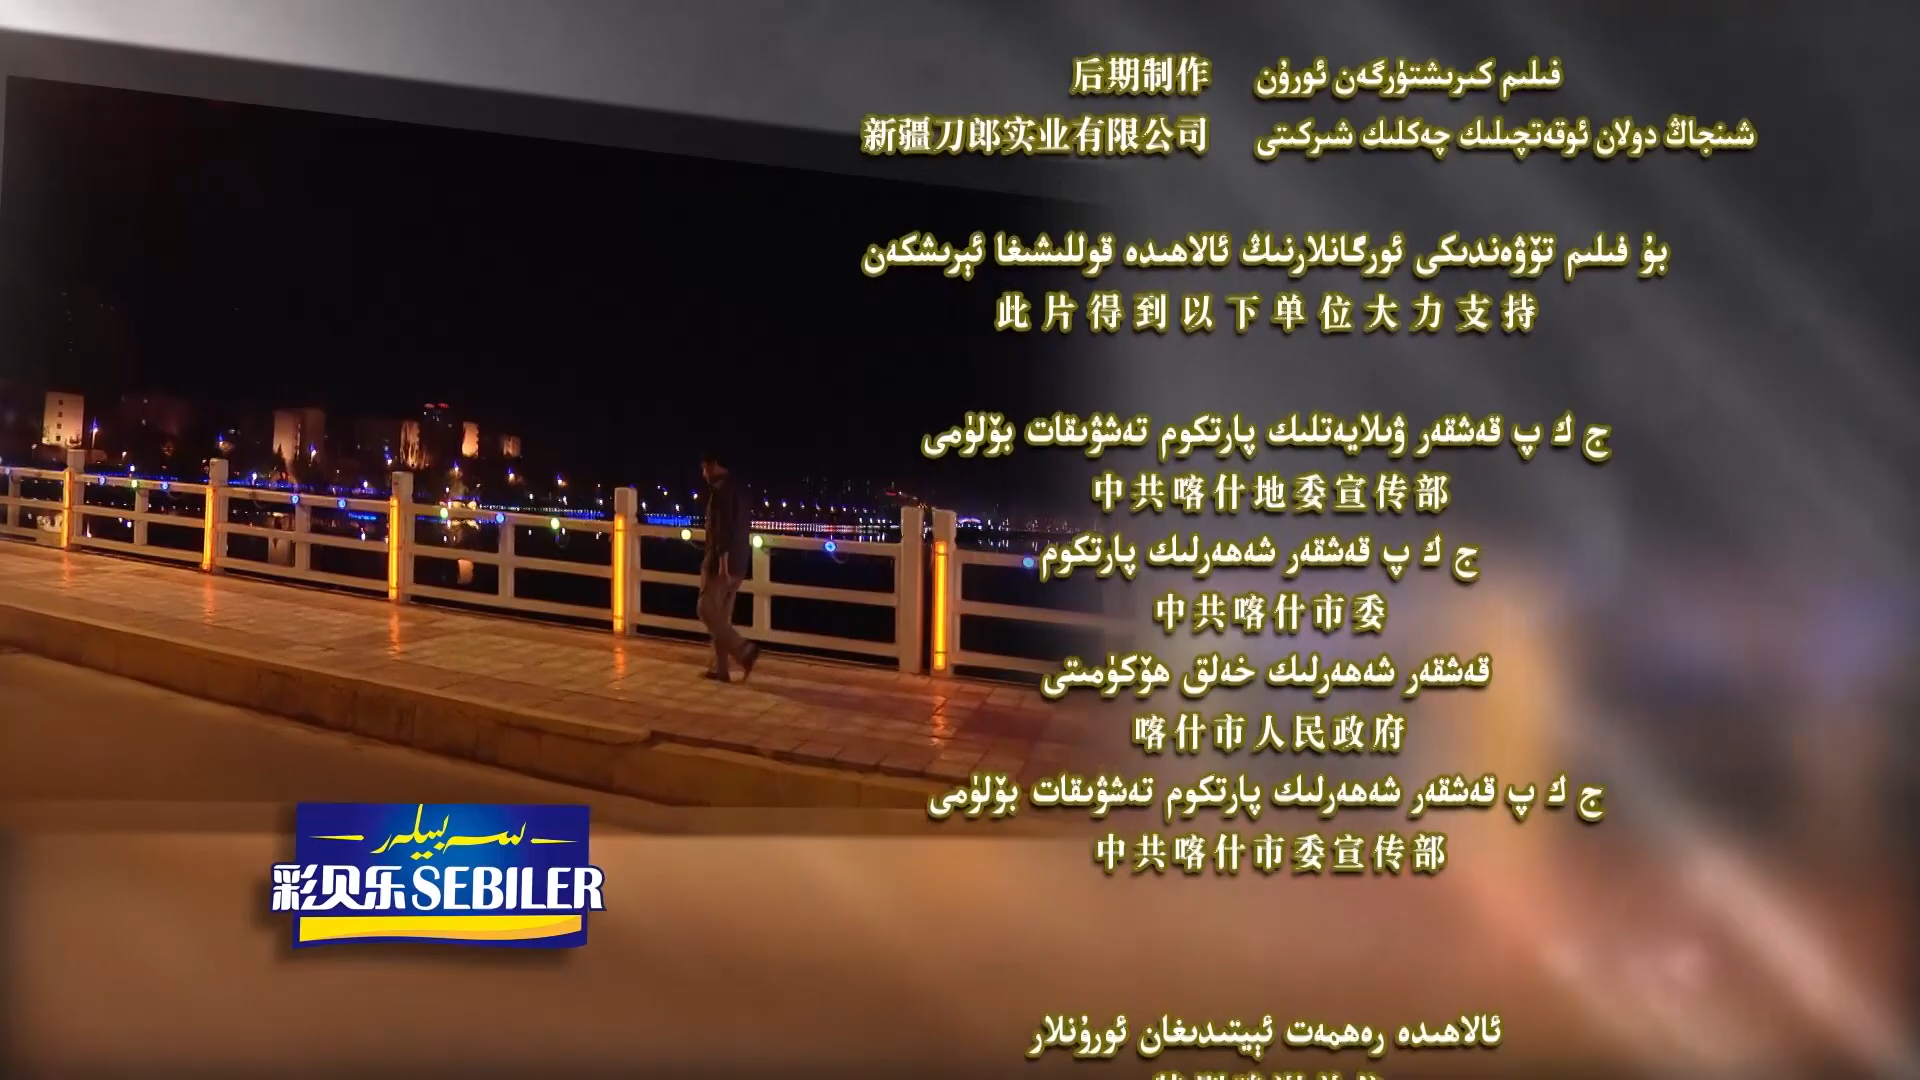 后期制作 فىلىم كىرىشتۈرگەن ئورۇن
新疆刀郎实业有限公司 شىنجاڭ دولان ئوقەتچىلىك چەكلىك شىركىتى
بۇ فىلىم تۆۋەندىكى ئورگانلارنىڭ ئالاھىدە قوللىشىغا ئېرىشكەن
此片得到以下单位大力支持
ج ك پ قەشقەر ۋىلايەتلىك پارتكوم تەشۋىقات بۆلۈمى
中共喀什地委宣传部
ج ك پ قەشقەر شەھەرلىك پارتكوم
中共喀什市委
قەشقەر شەھەرلىك خەلق ھۆكۈمىتى
喀什市人民政府
ج ك پ قەشقەر شەھەرلىك پارتكوم تەشۋىقات بۆلۈمى
中共喀什市委宣传部
سەبىيلەر
彩贝乐SEBILER
ئالاھىدە رەھمەت ئېيتىدىغان ئورۇنلار